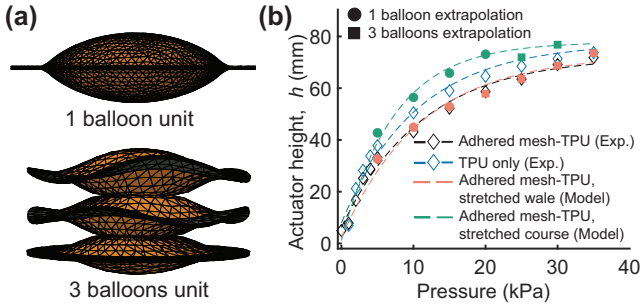 (a)
1 balloon unit
3 balloons unit
(b)
1 balloon extrapolation
3 balloons extrapolation
80
60
40
20
0
Actuator height, h (mm)
Adhered mesh-TPU (Exp.)
TPU only (Exp.)
Adhered mesh-TPU,
stretched wale (Model)
Adhered mesh-TPU,
stretched course (Model)
0 10 20 30 40
Pressure (kPa)